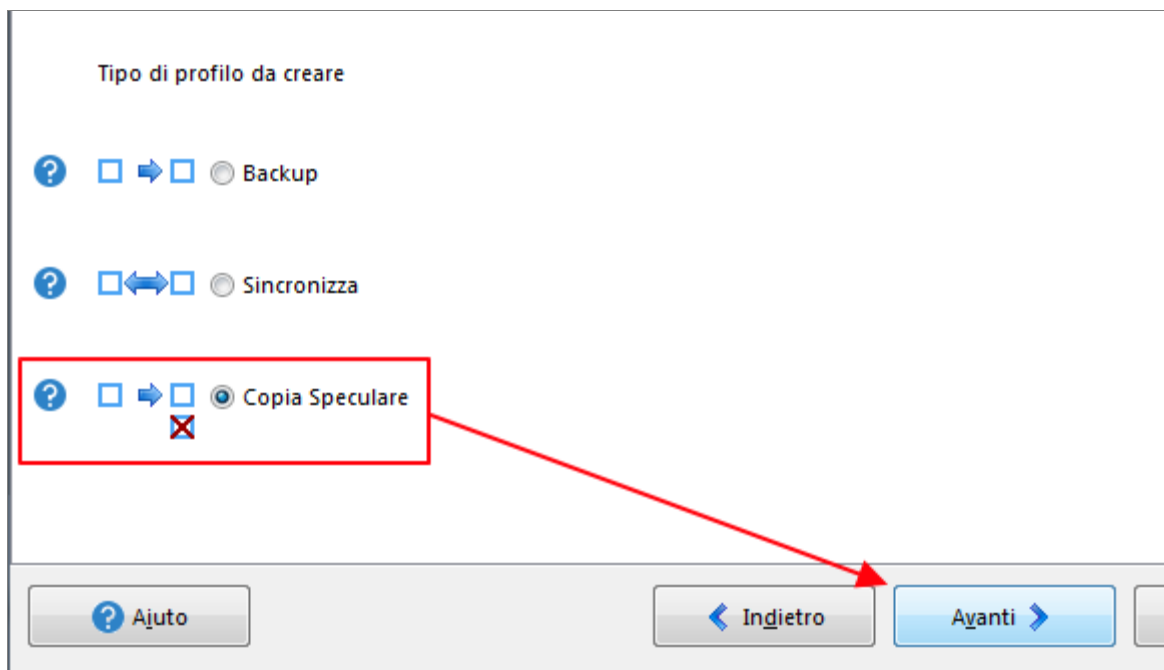 Tipo di profilo da creare
Backup
Sincronizza
Copia Speculare
Aiuto
Indietro
Avanti